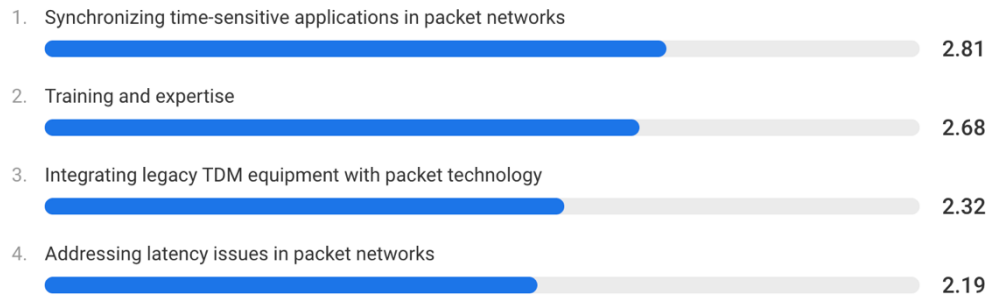 1. Synchronizing time-sensitive applications in packet networks
2.81
2. Training and expertise
2.68
3. Integrating legacy TDM equipment with packet technology
2.32
4. Addressing latency issues in packet networks
2.19